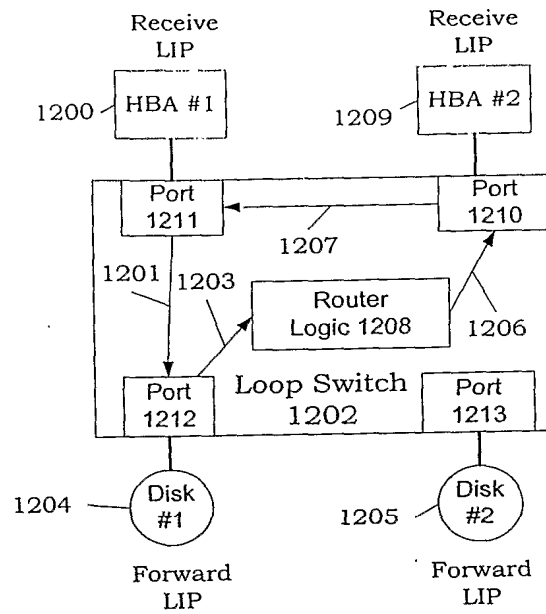 Receive
LIP
Receive
LIP
1200
HBA #1
1209
HBA #2
Port
1211
Port
1210
1207
1201
1203
Router
Logic 1208
1206
Port
1212
Loop Switch
1202
Port
1213
1204
Disk
#1
1205
Disk
#2
Forward
LIP
Forward
LIP